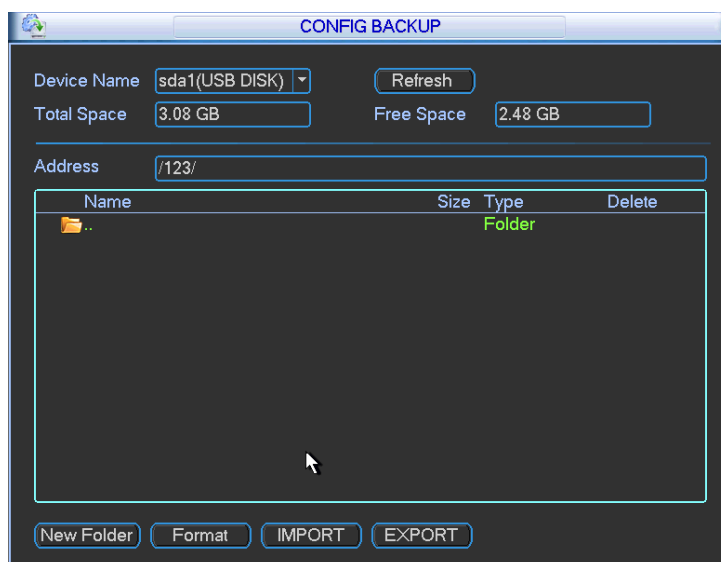 CONFIG BACKUP
Device Name sda1(USB DISK) Refresh
Total Space 3.08 GB Free Space 2.48 GB
Address /123/
Name Size Type Delete
.. Folder
New Folder Format IMPORT EXPORT